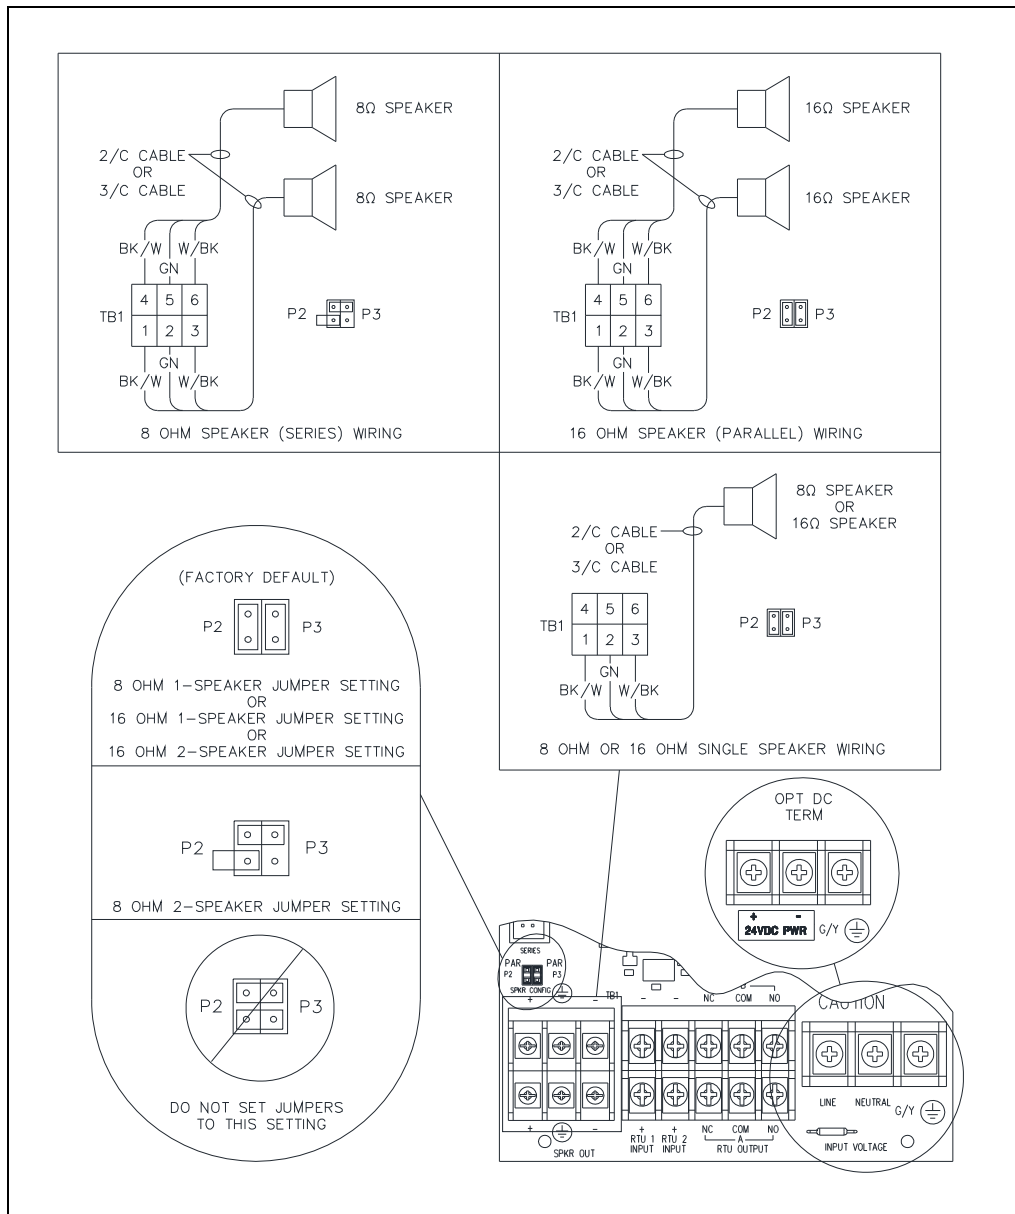 8Ω SPEAKER
2/C CABLE
OR
3/C CABLE
8Ω SPEAKER
BK/W W/BK
GN
4 5 6
TB1
1 2 3
P2 P3
GN
BK/W W/BK
8 OHM SPEAKER (SERIES) WIRING
16Ω SPEAKER
2/C CABLE
OR
3/C CABLE
16Ω SPEAKER
BK/W W/BK
GN
4 5 6
TB1
1 2 3
P2 P3
GN
BK/W W/BK
16 OHM SPEAKER (PARALLEL) WIRING
8Ω SPEAKER
OR
16Ω SPEAKER
2/C CABLE
OR
3/C CABLE
4 5 6
TB1
1 2 3
P2 P3
GN
BK/W W/BK
8 OHM OR 16 OHM SINGLE SPEAKER WIRING
(FACTORY DEFAULT)
P2 P3
8 OHM 1-SPEAKER JUMPER SETTING
OR
16 OHM 1-SPEAKER JUMPER SETTING
OR
16 OHM 2-SPEAKER JUMPER SETTING
P2 P3
8 OHM 2-SPEAKER JUMPER SETTING
P2 P3
DO NOT SET JUMPERS
TO THIS SETTING
OPT DC
TERM
+ -
24VDC PWR G/Y
SERIES
PAR PAR
P2 P3
SPKR CONFIG
+ - TB1 - - NC COM NO
CAUTION
LINE NEUTRAL G/Y
INPUT VOLTAGE
+ - + + NC COM NO
SPKR OUT
RTU 1 INPUT
RTU 2 INPUT
A
RTU OUTPUT